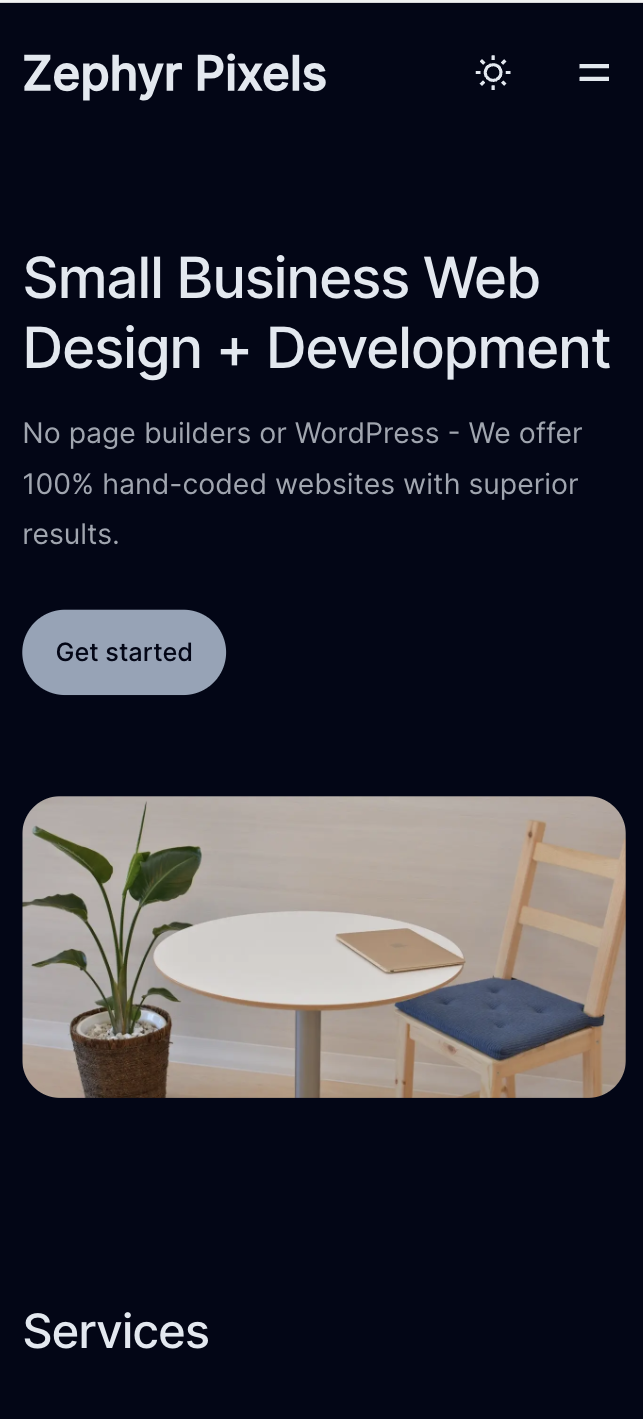 Zephyr Pixels
Small Business Web
Design + Development
No page builders or WordPress - We offer
100% hand-coded websites with superior
results.
Get started
Services